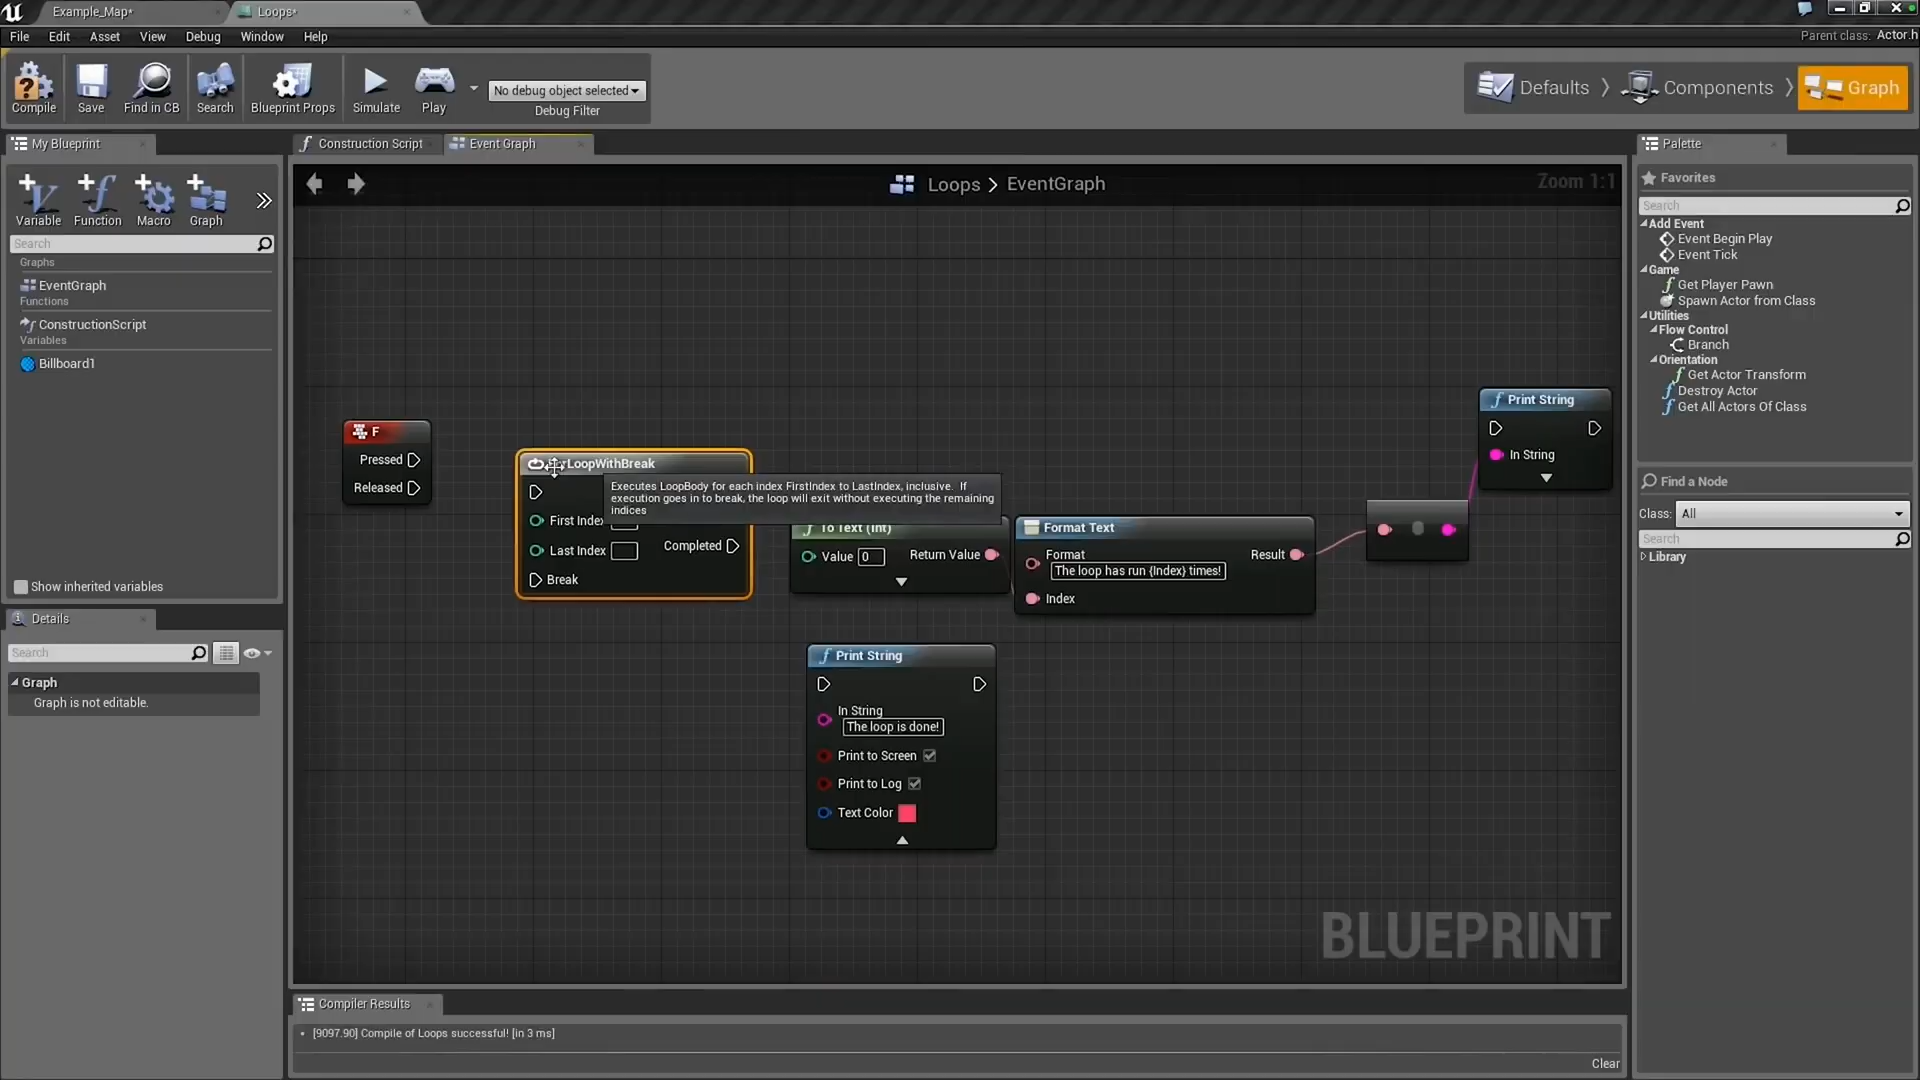 Example_Map*
Loops*
File Edit Asset View Debug Window Help
Parent class: Actor.h
Compile
Save
Find in CB
Search
Blueprint Props
Simulate
Play
No debug object selected
Debug Filter
Defaults
Components
Graph
My Blueprint
Variable
Function
Macro
Graph
Search
Graphs
EventGraph
Functions
ConstructionScript
Variables
Billboard1
Show inherited variables
Details
Search
Graph
Graph is not editable.
Construction Script
Event Graph
Loops > EventGraph
Zoom 1:1
F
Pressed
Released
LoopWithBreak
First Index
Last Index
Completed
Break
Executes LoopBody for each index FirstIndex to LastIndex, inclusive. If
execution goes in to break, the loop will exit without executing the remaining
indices
To Text (Int)
Value 0
Return Value
Format Text
Format
The loop has run {Index} times!
Result
Index
Print String
In String
Print String
In String
The loop is done!
Print to Screen
Print to Log
Text Color
BLUEPRINT
Compiler Results
[9097.90] Compile of Loops successful! [in 3 ms]
Clear
Palette
Favorites
Search
Add Event
Event Begin Play
Event Tick
Game
Get Player Pawn
Spawn Actor from Class
Utilities
Flow Control
Branch
Orientation
Get Actor Transform
Destroy Actor
Get All Actors Of Class
Find a Node
Class: All
Search
Library